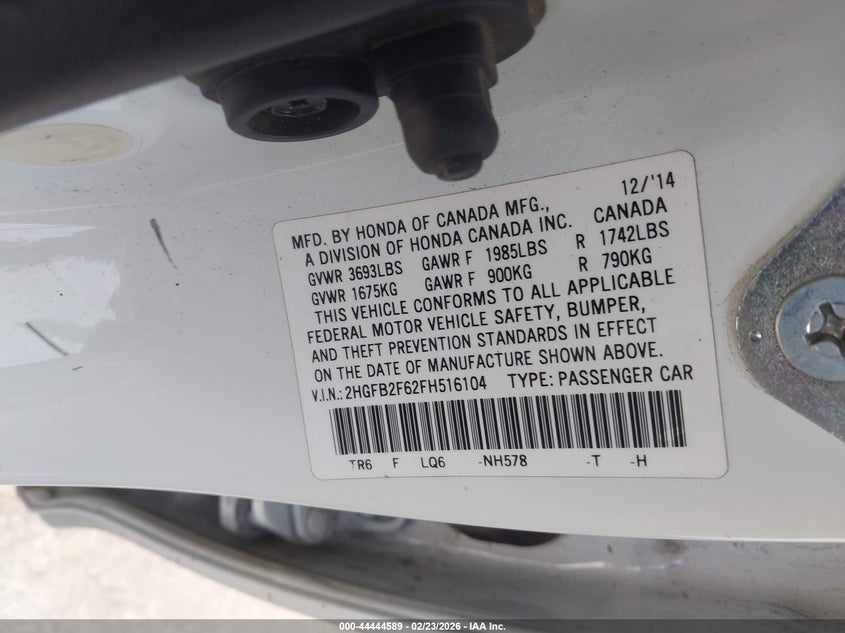 12/'14
MFD. BY HONDA OF CANADA MFG., CANADA
A DIVISION OF HONDA CANADA INC.
GVWR 3693LBS GAWR F 1985LBS R 1742LBS
GVWR 1675KG GAWR F 900KG R 790KG
THIS VEHICLE CONFORMS TO ALL APPLICABLE
FEDERAL MOTOR VEHICLE SAFETY, BUMPER,
AND THEFT PREVENTION STANDARDS IN EFFECT
ON THE DATE OF MANUFACTURE SHOWN ABOVE.
V.I.N.: 2HGFB2F62FH516104 TYPE: PASSENGER CAR
TR6 F LQ6 -NH578 -T -H
000-44444589 - 02/23/2026 - IAA Inc.